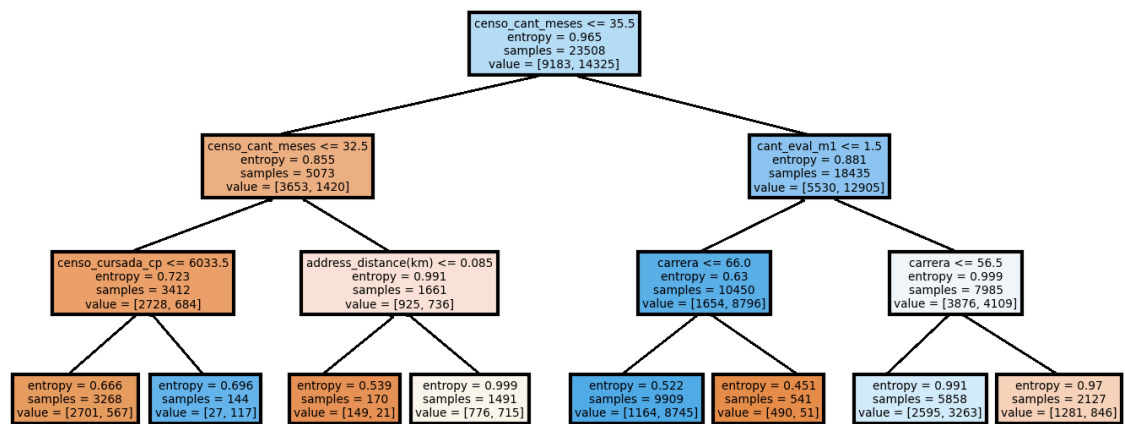 censo_cant_meses <= 35.5
entropy = 0.965
samples = 23508
value = [9183, 14325]
censo_cant_meses <= 32.5
entropy = 0.855
samples = 5073
value = [3653, 1420]
cant_eval_m1 <= 1.5
entropy = 0.881
samples = 18435
value = [5530, 12905]
censo_cursada_cp <= 6033.5
entropy = 0.723
samples = 3412
value = [2728, 684]
address_distance(km) <= 0.085
entropy = 0.991
samples = 1661
value = [925, 736]
carrera <= 66.0
entropy = 0.63
samples = 10450
value = [1654, 8796]
carrera <= 56.5
entropy = 0.999
samples = 7985
value = [3876, 4109]
entropy = 0.666
samples = 3268
value = [2701, 567]
entropy = 0.696
samples = 144
value = [27, 117]
entropy = 0.539
samples = 170
value = [149, 21]
entropy = 0.999
samples = 1491
value = [776, 715]
entropy = 0.522
samples = 9909
value = [1164, 8745]
entropy = 0.451
samples = 541
value = [490, 51]
entropy = 0.991
samples = 5858
value = [2595, 3263]
entropy = 0.97
samples = 2127
value = [1281, 846]